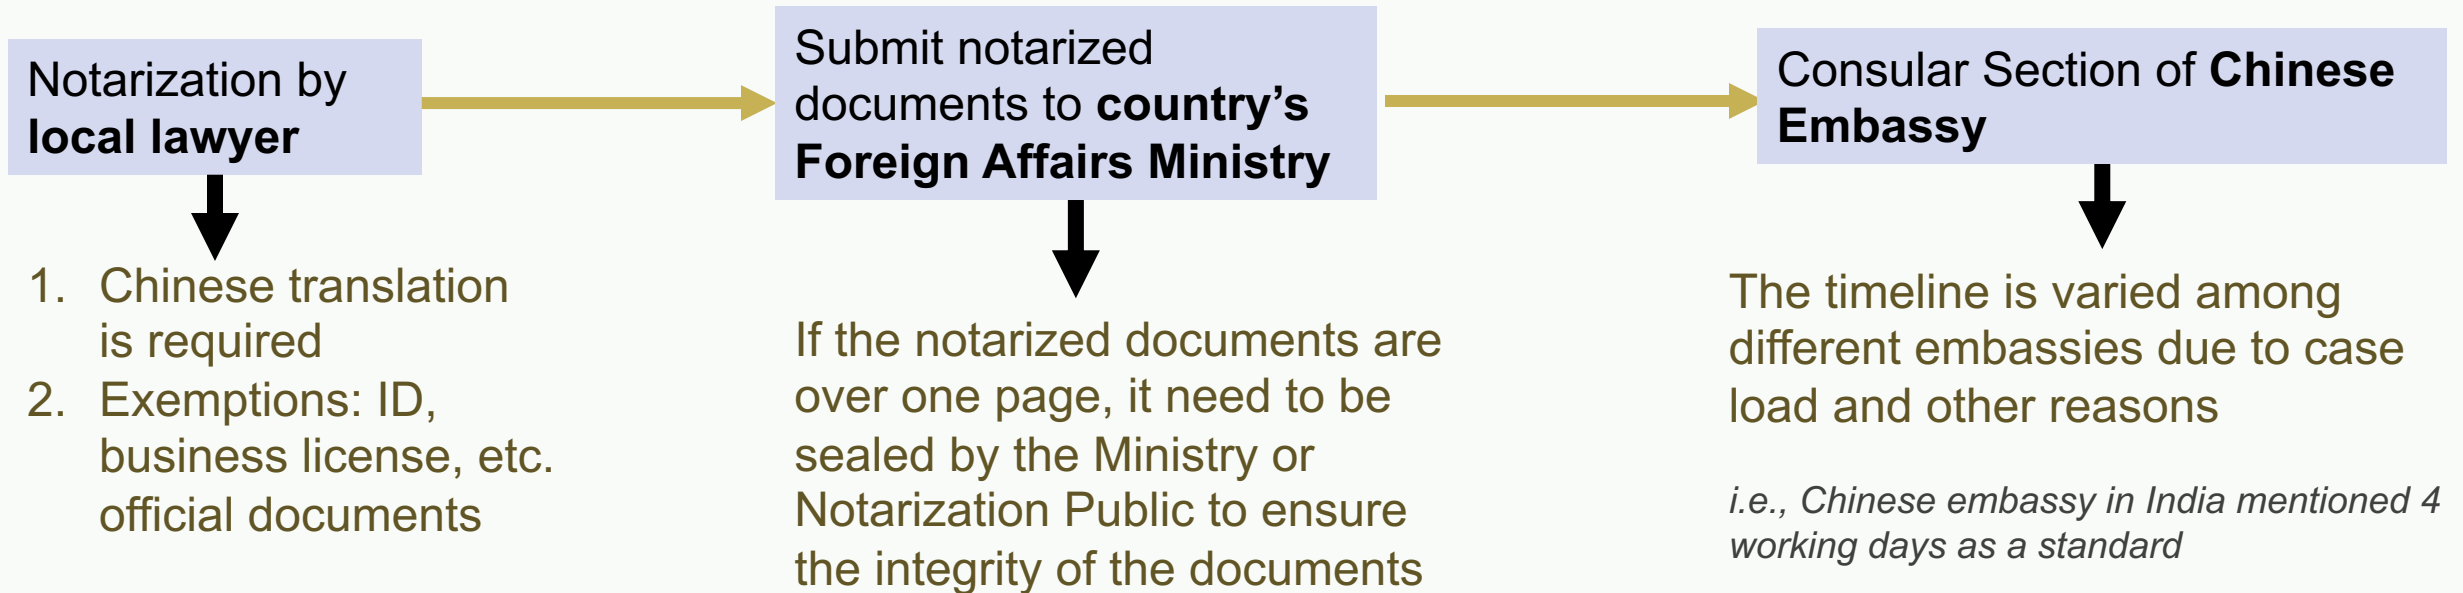 Notarization by
local lawyer
1. Chinese translation
is required
2. Exemptions: ID,
business license, etc.
official documents
Submit notarized
documents to country’s
Foreign Affairs Ministry
If the notarized documents are
over one page, it need to be
sealed by the Ministry or
Notarization Public to ensure
the integrity of the documents
Consular Section of Chinese
Embassy
The timeline is varied among
different embassies due to case
load and other reasons
i.e., Chinese embassy in India mentioned 4
working days as a standard